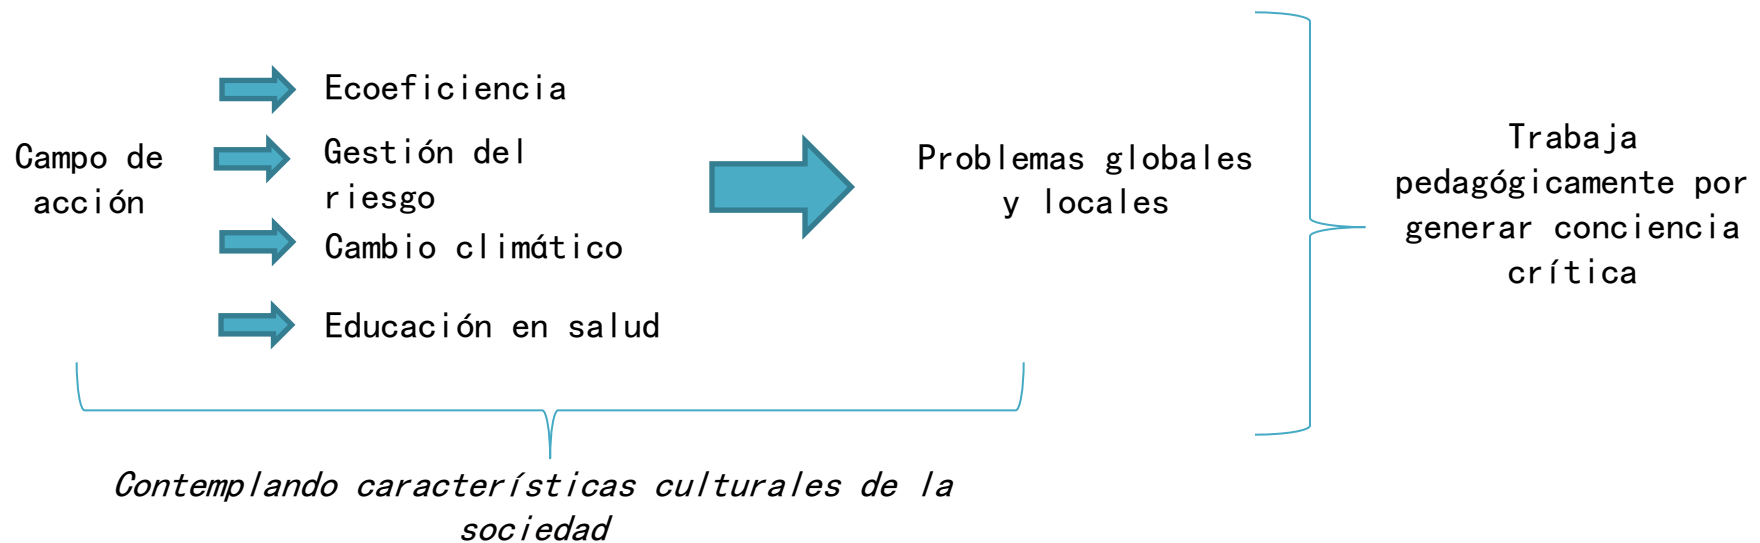 Campo de
acción
Ecoeficiencia
Gestión del
riesgo
Cambio climático
Educación en salud
Problemas globales
y locales
Trabaja
pedagógicamente por
generar conciencia
crítica
Contemplando características culturales de la
sociedad